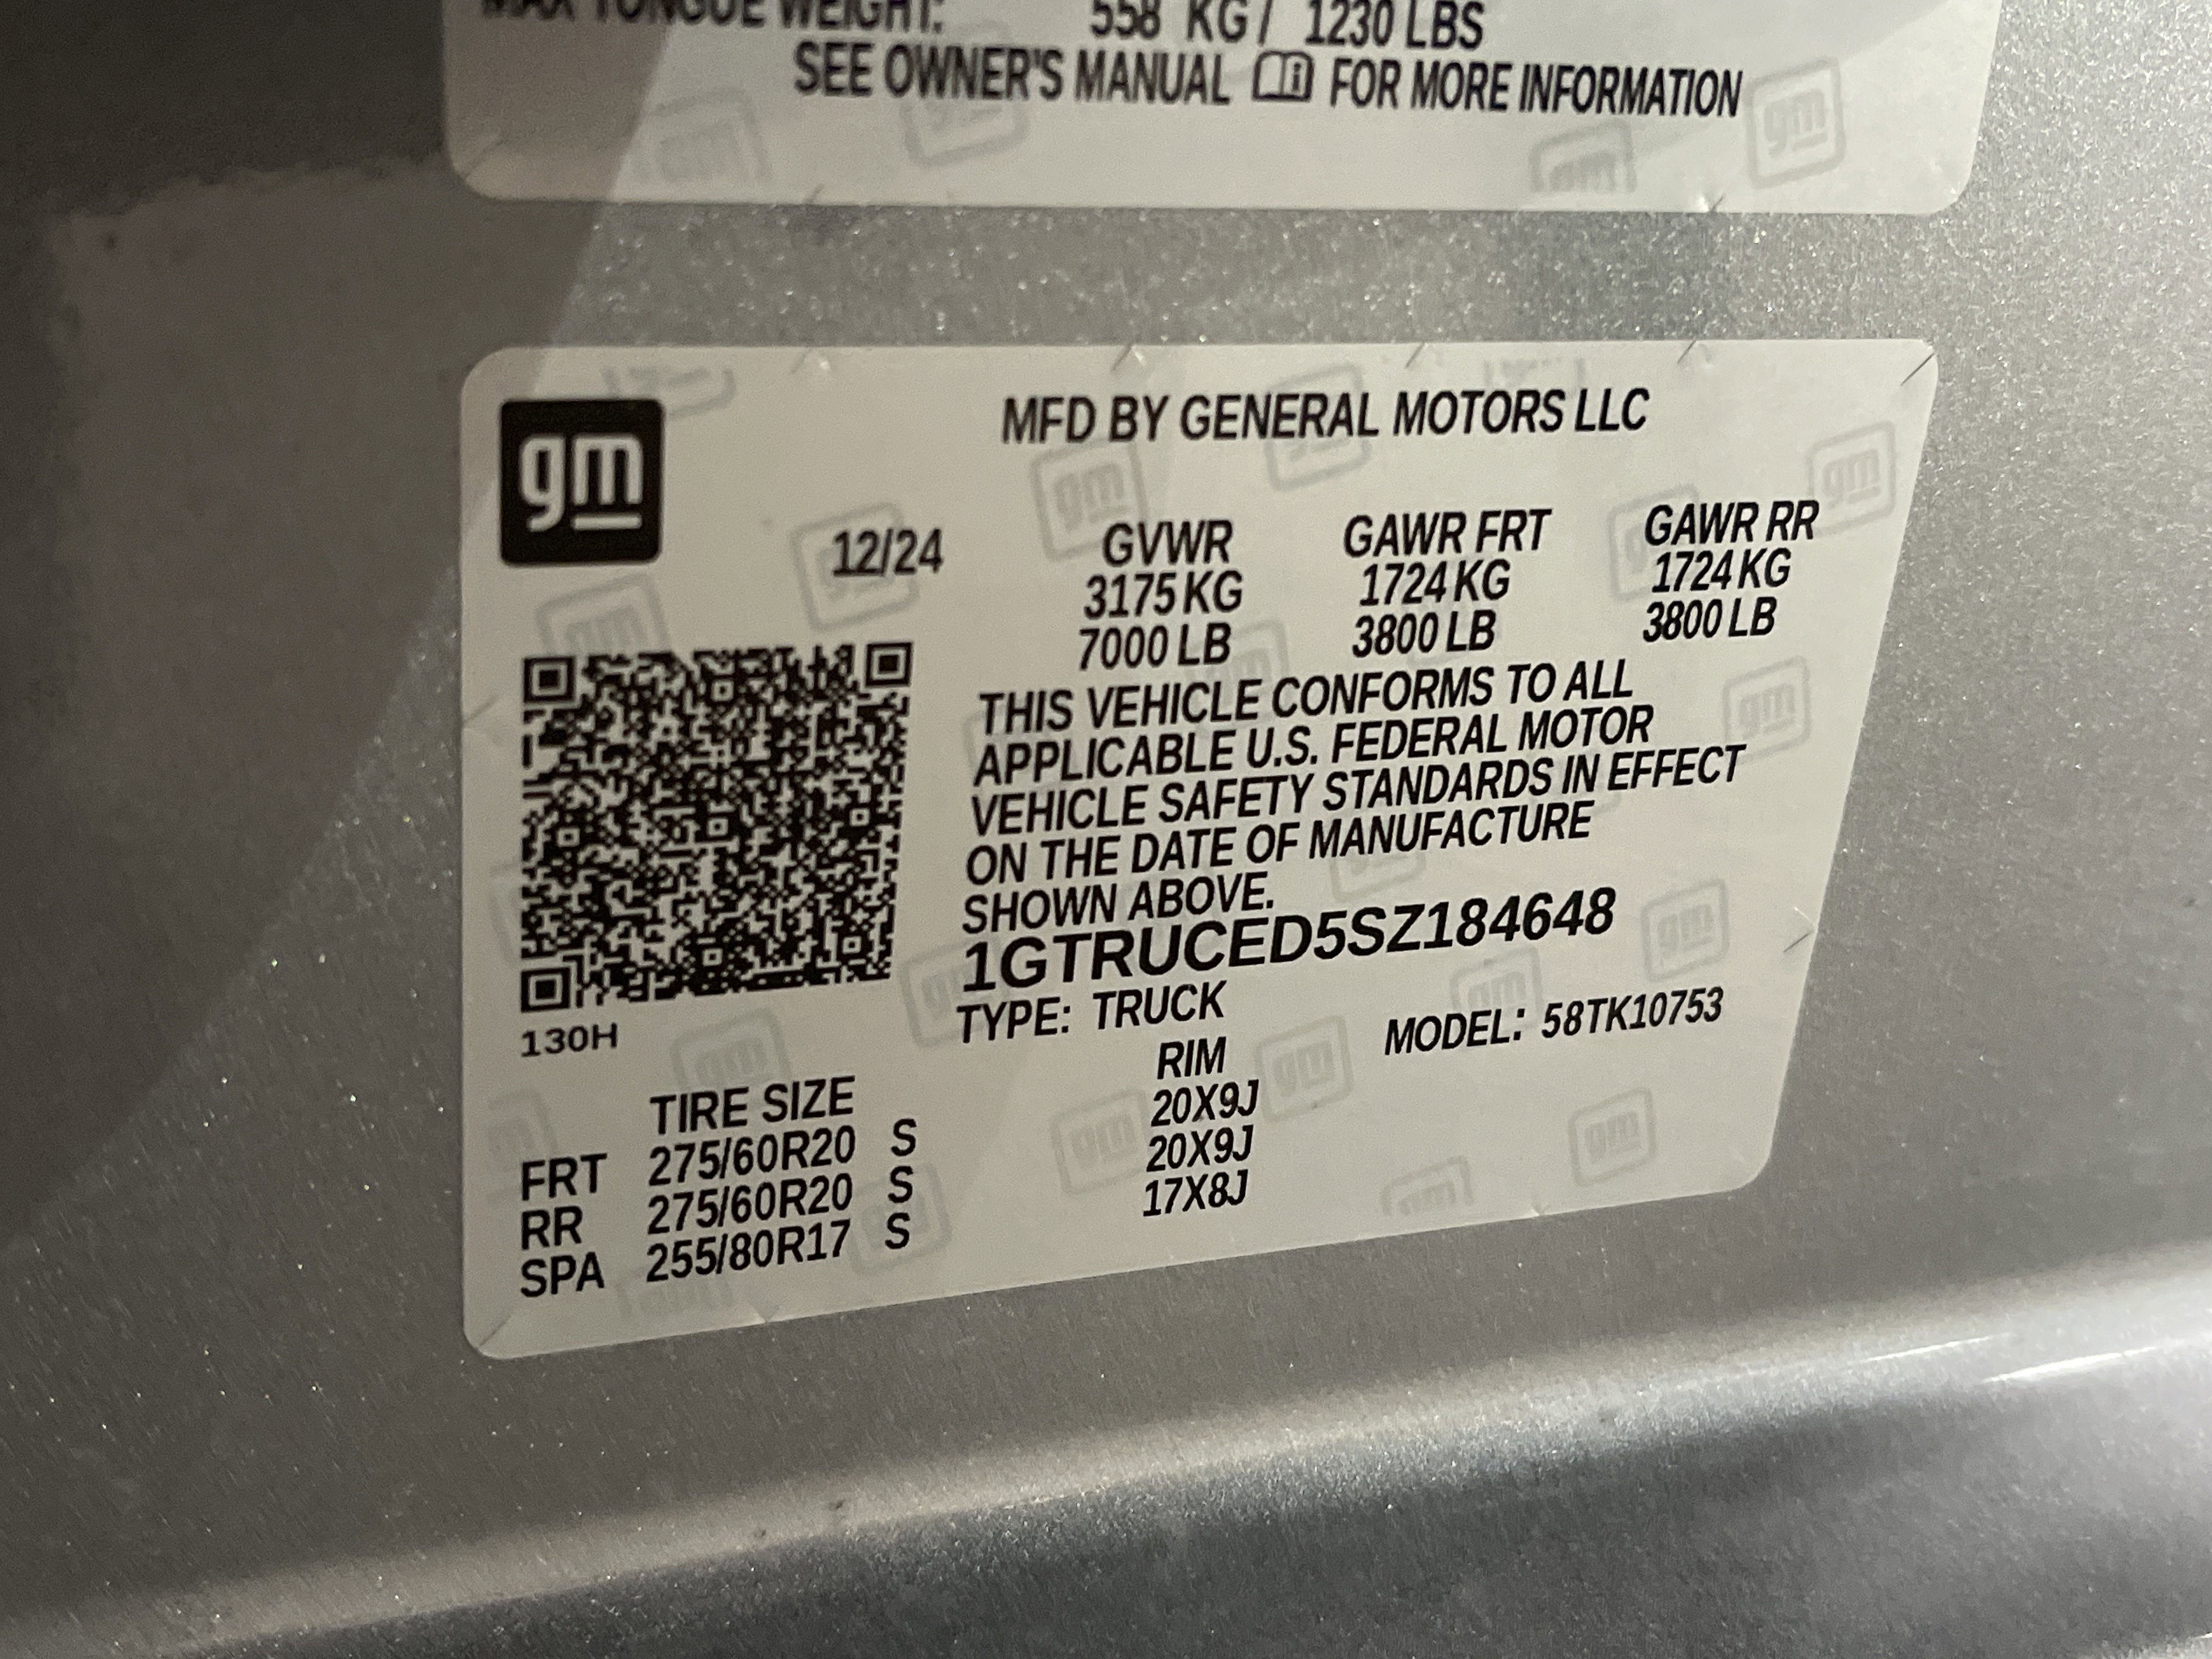 MAX TONGUE WEIGHT: 558 KG / 1230 LBS
SEE OWNER'S MANUAL FOR MORE INFORMATION
gm
MFD BY GENERAL MOTORS LLC
12/24 GVWR GAWR FRT GAWR RR
3175 KG 1724 KG 1724 KG
7000 LB 3800 LB 3800 LB
THIS VEHICLE CONFORMS TO ALL
APPLICABLE U.S. FEDERAL MOTOR
VEHICLE SAFETY STANDARDS IN EFFECT
ON THE DATE OF MANUFACTURE
SHOWN ABOVE.
1GTRUCED5SZ184648
TYPE: TRUCK MODEL: 58TK10753
130H
TIRE SIZE RIM
FRT 275/60R20 S 20X9J
RR 275/60R20 S 20X9J
SPA 255/80R17 S 17X8J